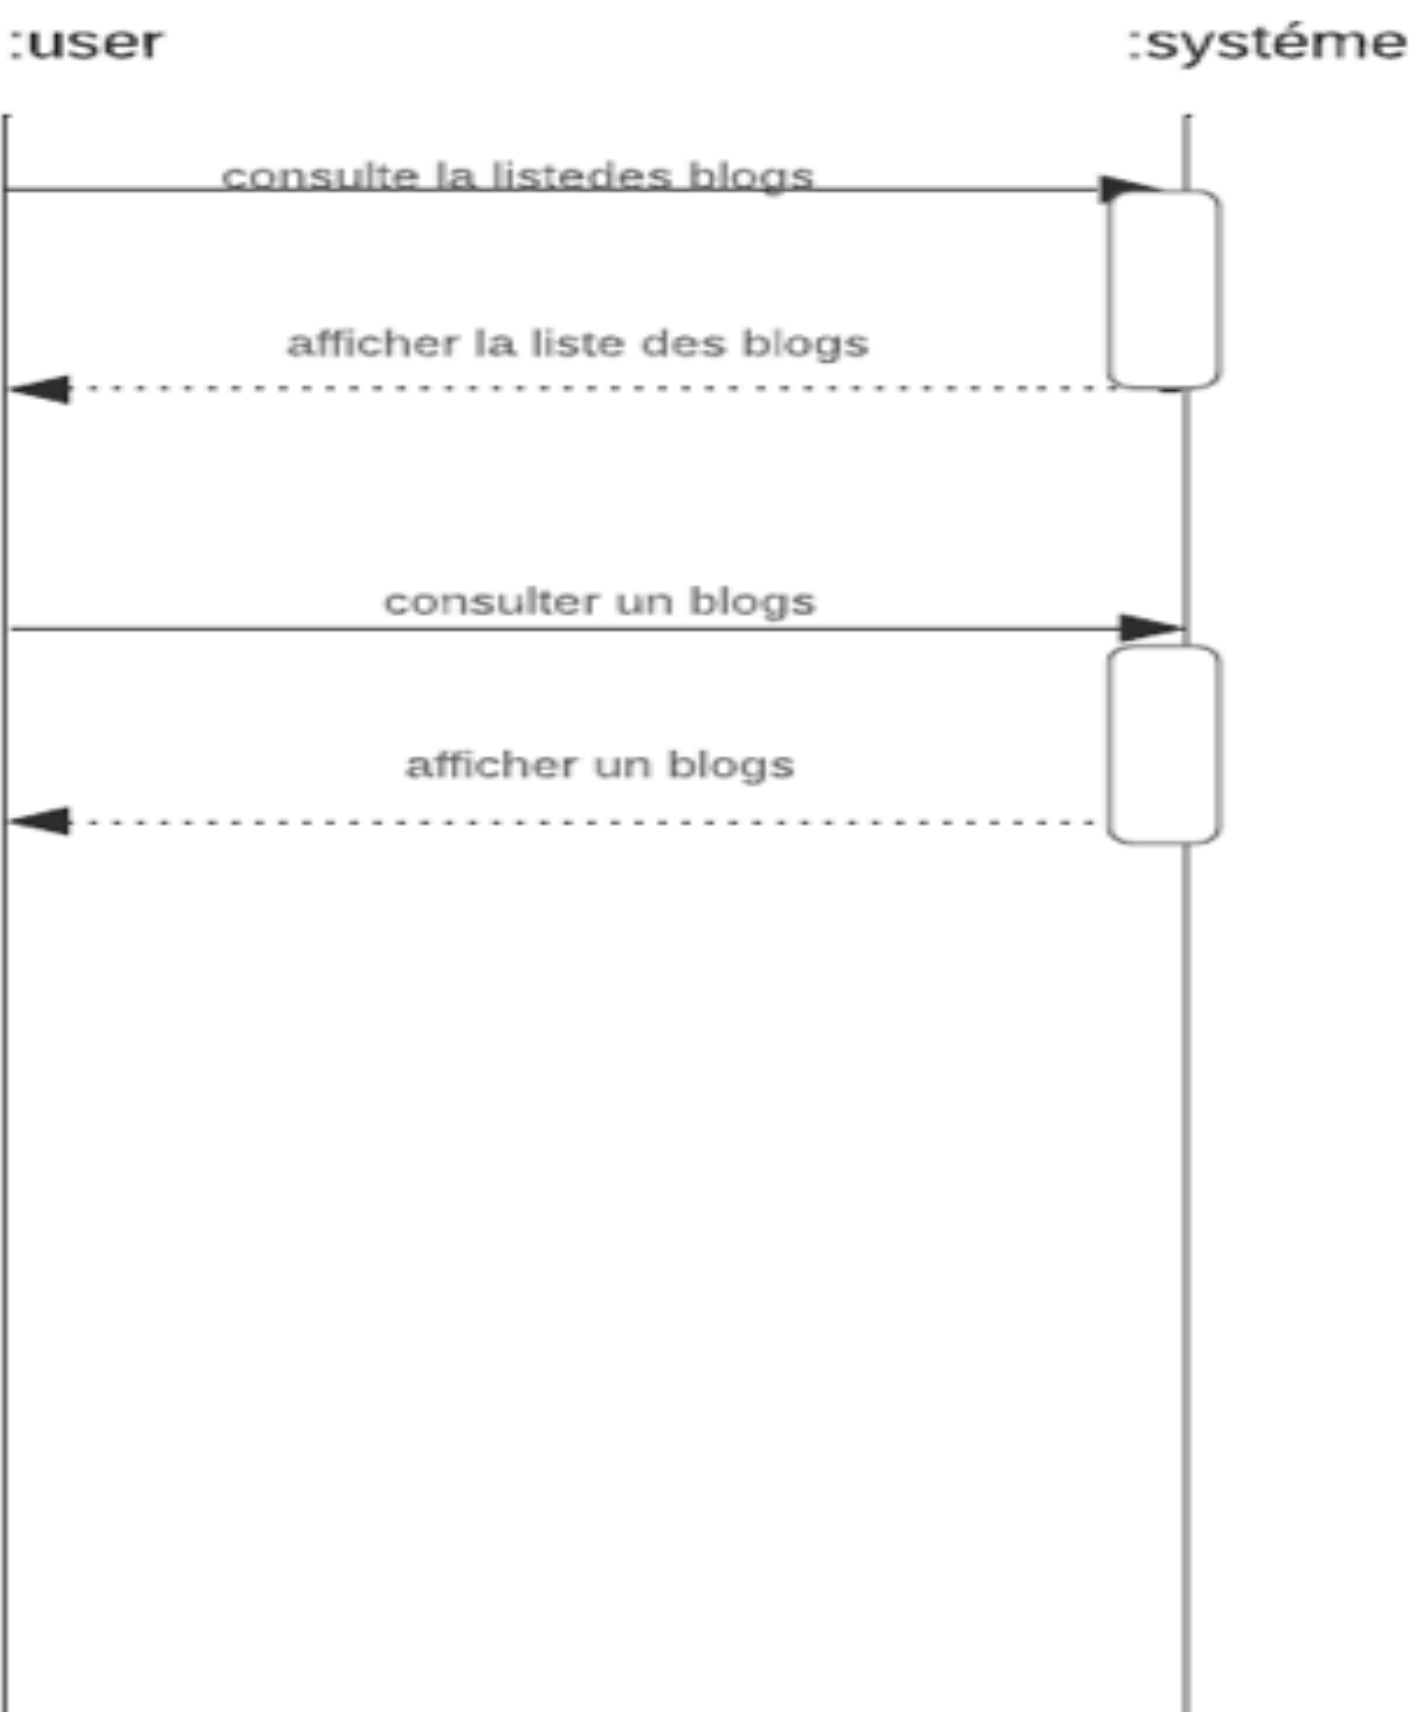 :user
:systéme
consulte la listedes blogs
afficher la liste des blogs
consulter un blogs
afficher un blogs